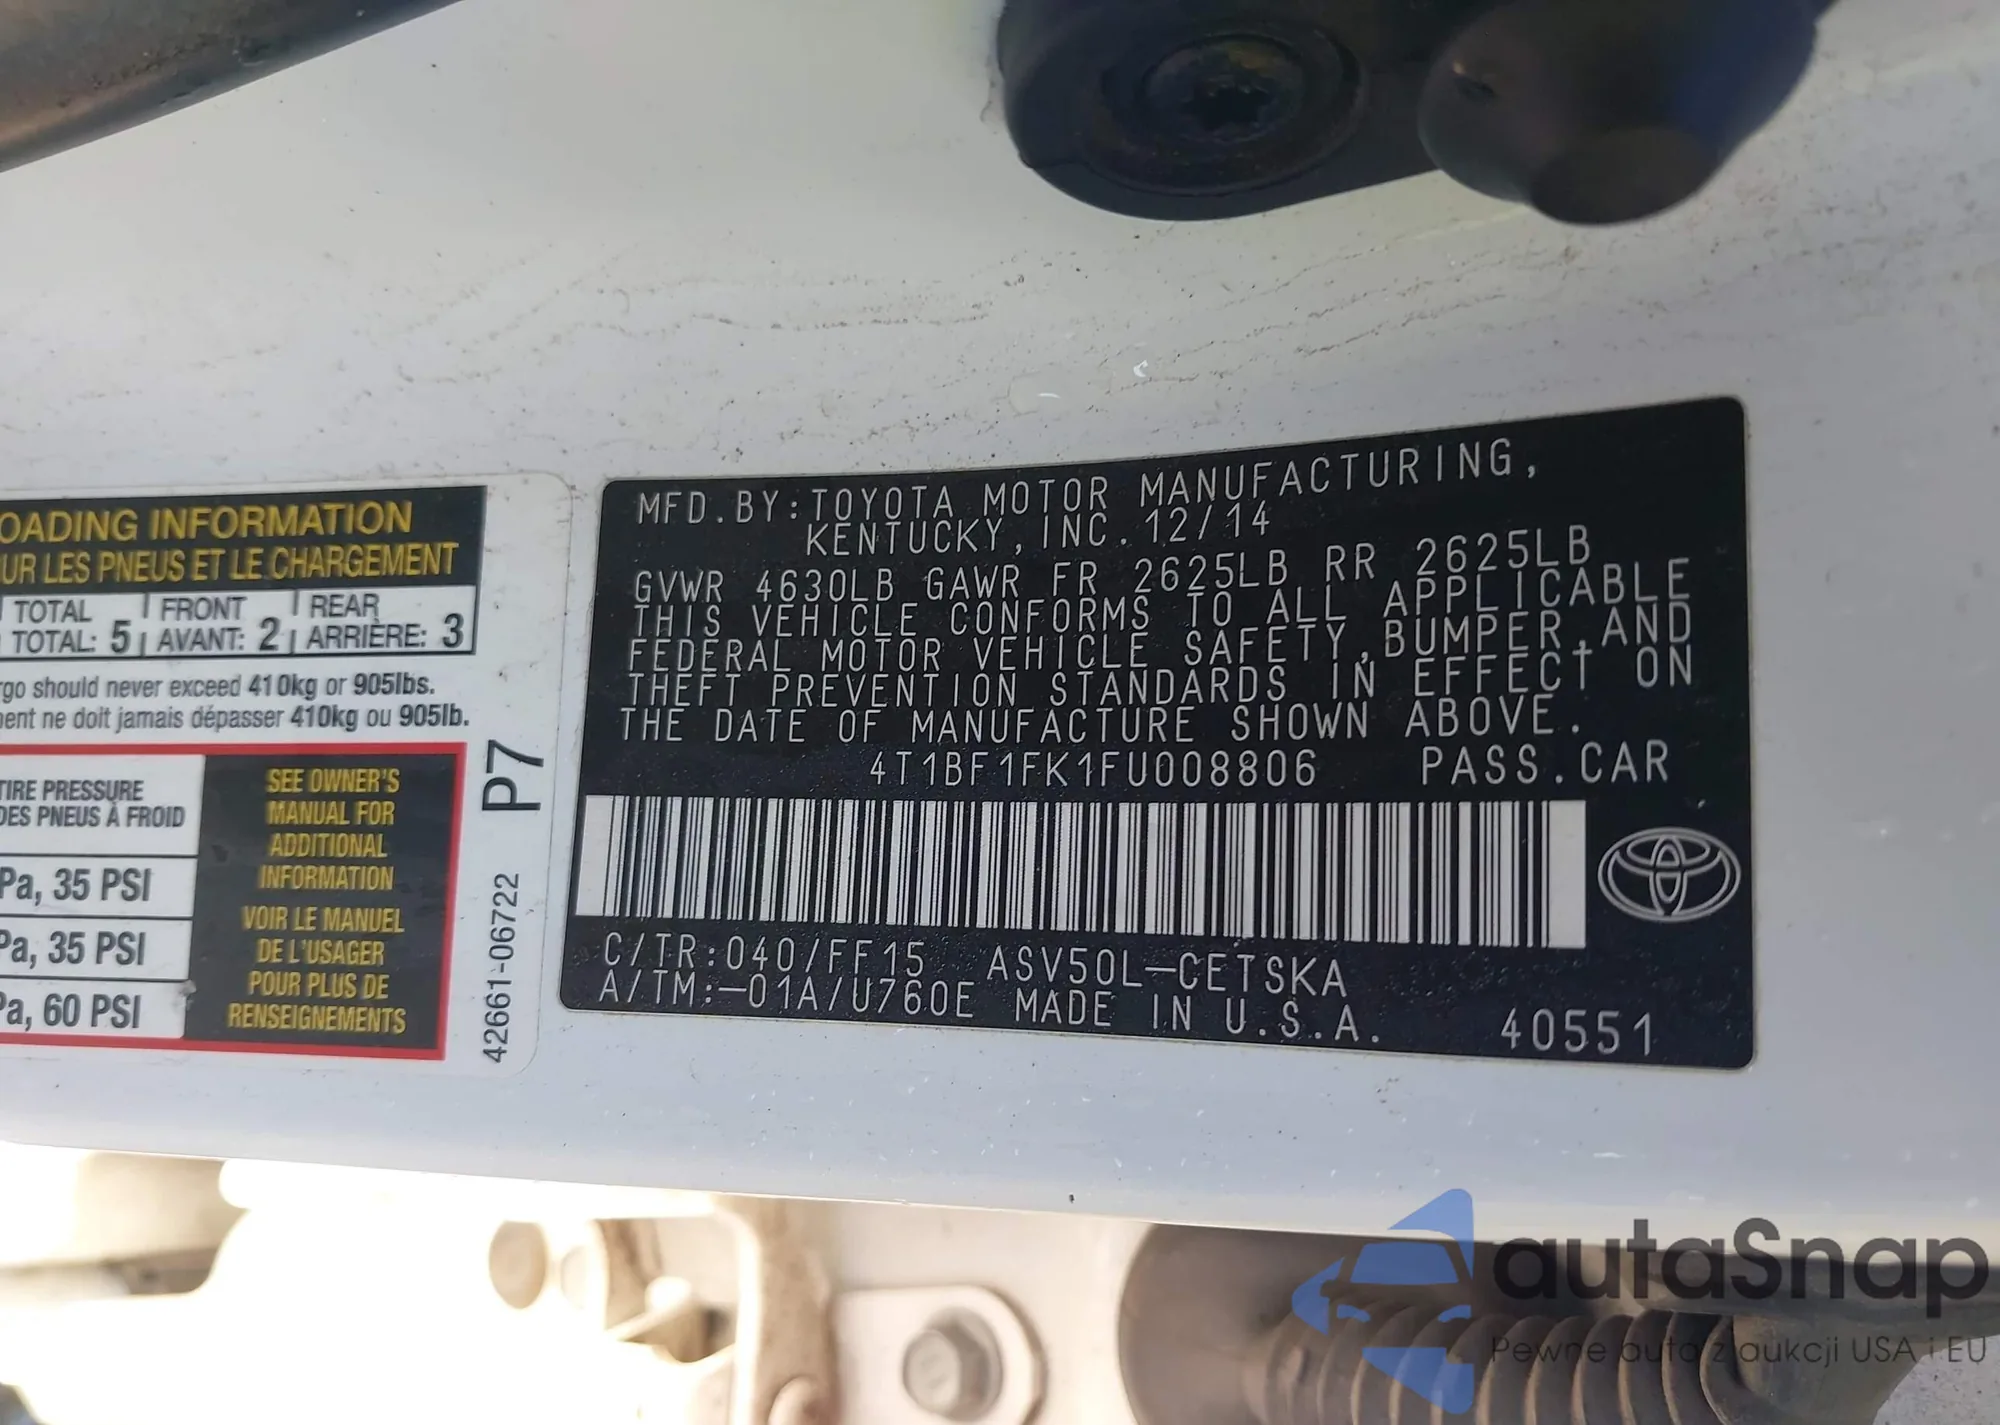 OADING INFORMATION
UR LES PNEUS ET LE CHARGEMENT
TOTAL FRONT REAR
TOTAL: 5 AVANT: 2 ARRIÈRE: 3
rgo should never exceed 410kg or 905lbs.
ent ne doit jamais dépasser 410kg ou 905lb.
TIRE PRESSURE
DES PNEUS À FROID
Pa, 35 PSI
Pa, 35 PSI
Pa, 60 PSI
SEE OWNER'S
MANUAL FOR
ADDITIONAL
INFORMATION
VOIR LE MANUEL
DE L'USAGER
POUR PLUS DE
RENSEIGNEMENTS
42661-06722 P7
MFD.BY:TOYOTA MOTOR MANUFACTURING,
KENTUCKY, INC. 12/14
GVWR 4630LB GAWR FR 2625LB RR 2625LB
THIS VEHICLE CONFORMS TO ALL APPLICABLE
FEDERAL MOTOR VEHICLE SAFETY,BUMPER,AND
THEFT PREVENTION STANDARDS IN EFFECT ON
THE DATE OF MANUFACTURE SHOWN ABOVE.
4T1BF1FK1FU008806 PASS.CAR
C/TR:040/FF15 ASV50L-CETSKA
A/TM:-01A/U760E MADE IN U.S.A. 40551
autaSnap
Pewne auto z aukcji USA i EU